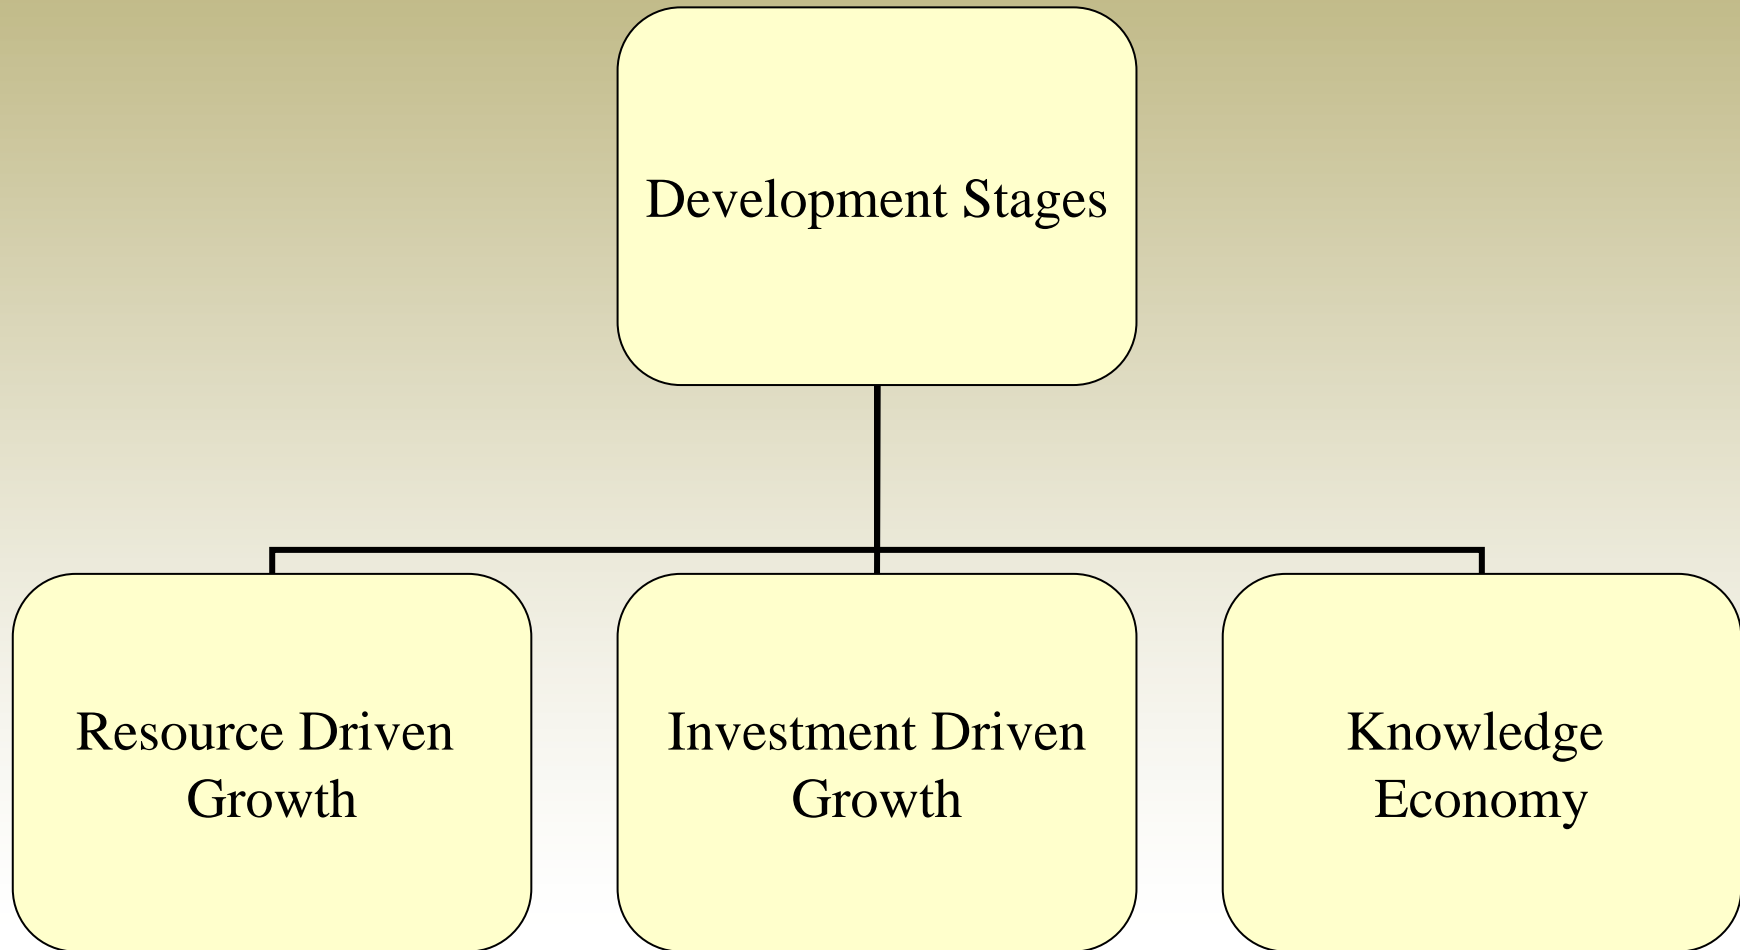 Development Stages
Resource Driven
Growth
Investment Driven
Growth
Knowledge
Economy